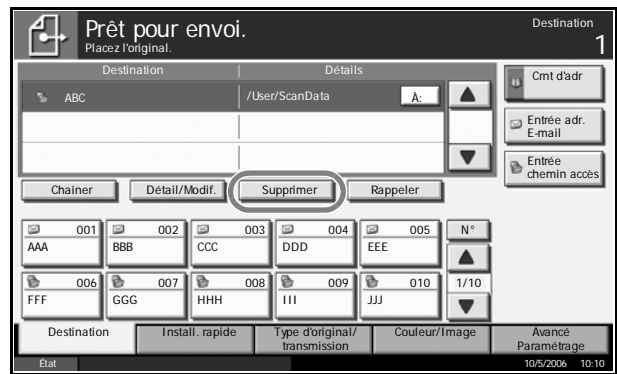 Prêt pour envoi.
Placez l'original.
Destination
1
Destination
Détails
ABC
/User/ScanData
À:
Cmt d'adr
Entrée adr.
E-mail
Entrée
chemin accès
Chaîner
Détail/Modif.
Supprimer
Rappeler
001
AAA
002
BBB
003
CCC
004
DDD
005
EEE
N°
006
FFF
007
GGG
008
HHH
009
III
010
JJJ
1/10
Destination
Install. rapide
Type d'original/
transmission
Couleur/Image
Avancé
Paramétrage
État
10/5/2006 10:10